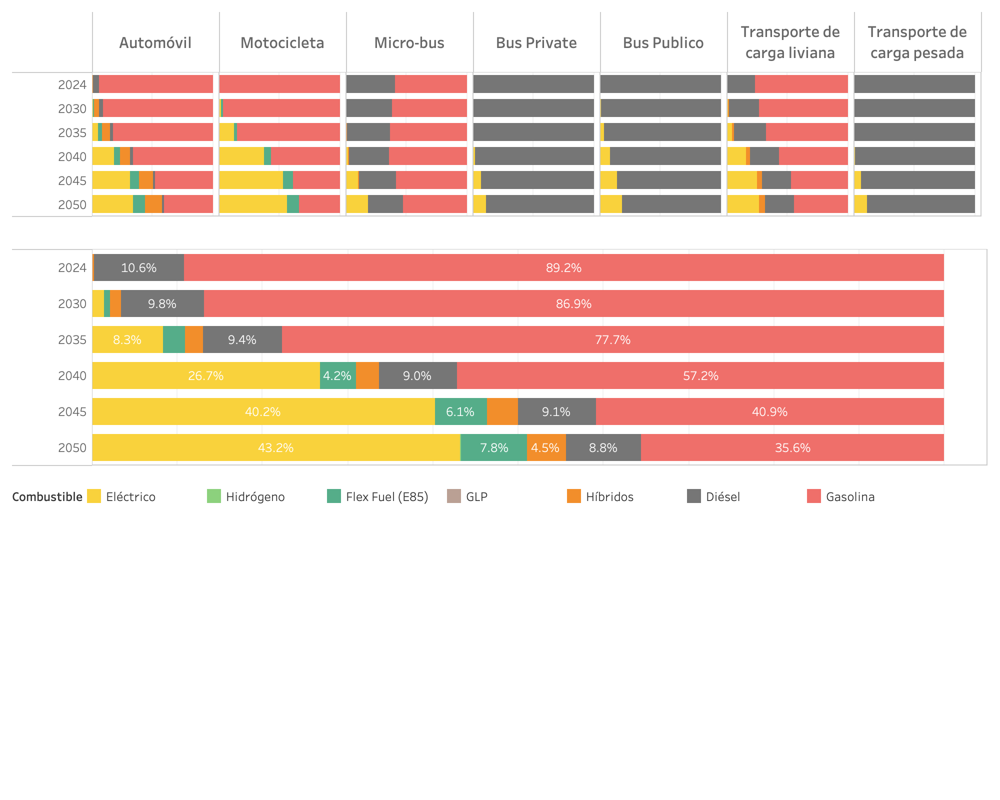 Automóvil
Motocicleta
Micro-bus
Bus Private
Bus Publico
Transporte de
carga liviana
Transporte de
carga pesada
2024
2030
2035
2040
2045
2050
2024 10.6% 89.2%
2030 9.8% 86.9%
2035 8.3% 9.4% 77.7%
2040 26.7% 4.2% 9.0% 57.2%
2045 40.2% 6.1% 9.1% 40.9%
2050 43.2% 7.8% 4.5% 8.8% 35.6%
Combustible Eléctrico Hidrógeno Flex Fuel (E85) GLP Híbridos Diésel Gasolina